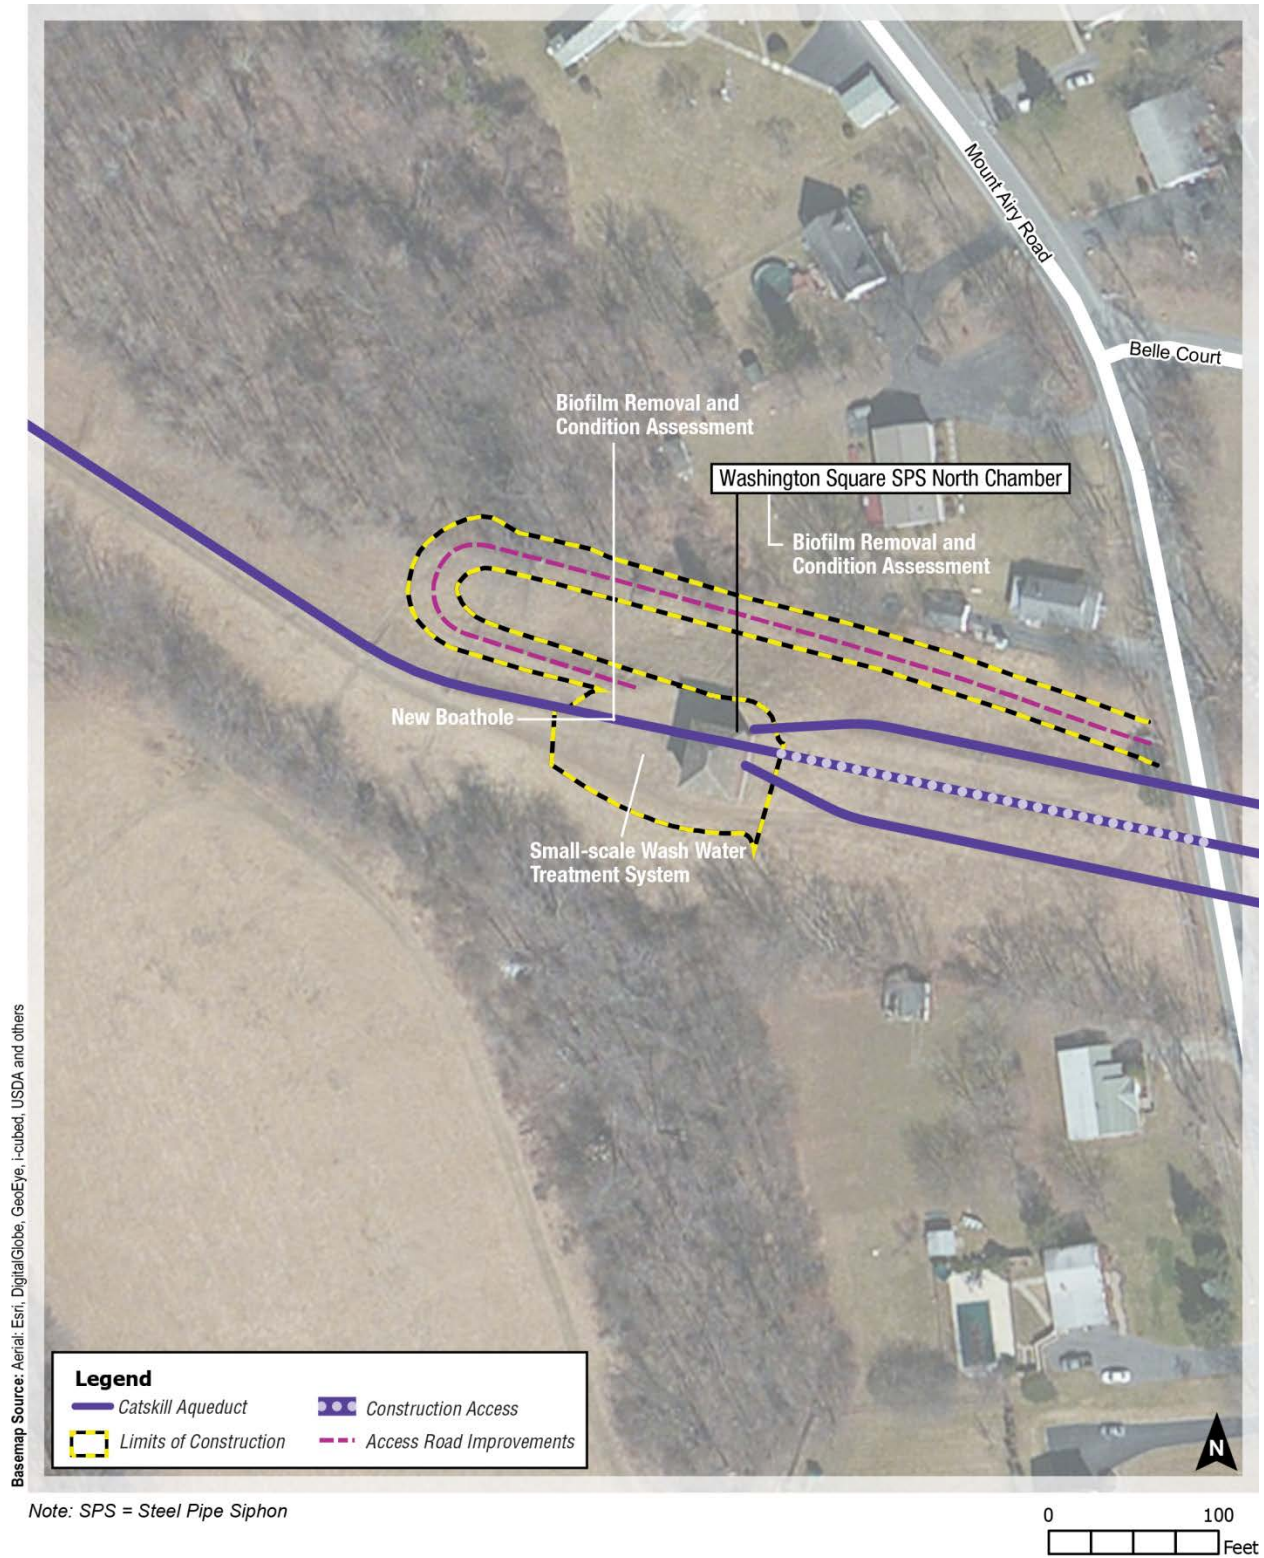 Mount Airy Road
Belle Court
Biofilm Removal and
Condition Assessment
Washington Square SPS North Chamber
Biofilm Removal and
Condition Assessment
New Boathole
Small-scale Wash Water
Treatment System
Basemap Source: Aerial: Esri, DigitalGlobe, GeoEye, i-cubed, USDA and others
Legend
Catskill Aqueduct
Construction Access
Limits of Construction
Access Road Improvements
N
Note: SPS = Steel Pipe Siphon
0 100
Feet